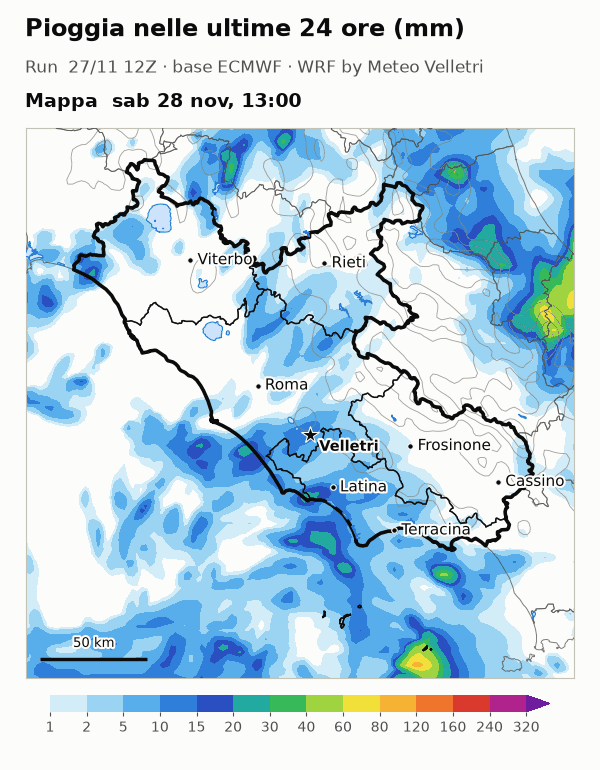 Pioggia nelle ultime 24 ore (mm)
Run  27/11 12Z · base ECMWF · WRF by Meteo Velletri
Mappa  sab 28 nov, 13:00
Viterbo
Rieti
Roma
Velletri
Frosinone
Cassino
Latina
Terracina
50 km
1 2 5 10 15 20 30 40 60 80 120 160 240 320